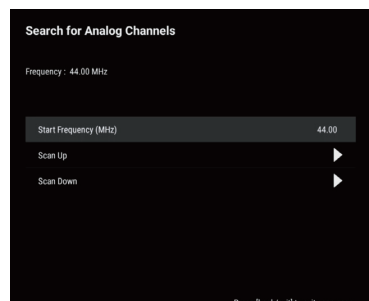 Search for Analog Channels
Frequency : 44.00 MHz
Start Frequency (MHz) 44.00
Scan Up
Scan Down